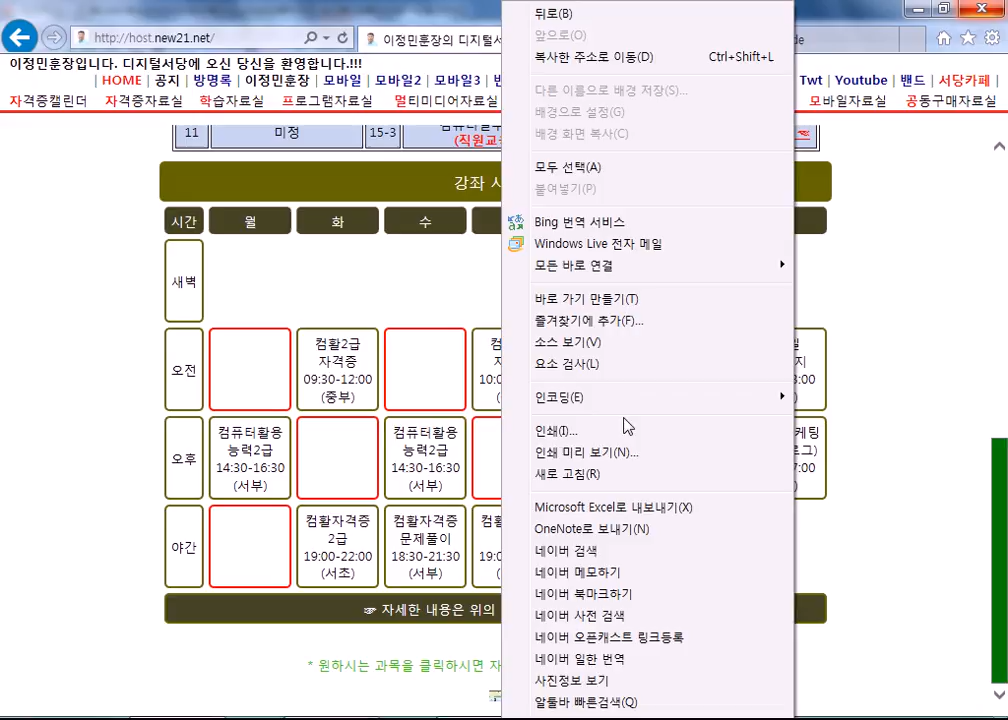 http://host.new21.net/
이정민훈장의 디지털서
de
이정민훈장입니다. 디지털서당에 오신 당신을 환영합니다.!!!
| HOME | 공지 | 방명록 | 이정민훈장 | 모바일 | 모바일2 | 모바일3 |
Twt | Youtube | 밴드 | 서당카페 |
자격증캘린더 자격증자료실 학습자료실 프로그램자료실 멀티미디어자료실
모바일자료실 공동구매자료실
11 미정 15-3
(직원교
강좌 시
시간 월 화 수
새벽
오전
컴활2급
자격증
09:30-12:00
(중부)
오후
컴퓨터활용
능력2급
14:30-16:30
(서부)
컴퓨터활용
능력2급
14:30-16:30
(서부)
야간
컴활자격증
2급
19:00-22:00
(서초)
컴활자격증
문제풀이
18:30-21:30
(서부)
☞ 자세한 내용은 위의
* 원하시는 과목을 클릭하시면 자
뒤로(B)
앞으로(O)
복사한 주소로 이동(D) Ctrl+Shift+L
다른 이름으로 배경 저장(S)...
배경으로 설정(G)
배경 화면 복사(C)
모두 선택(A)
붙여넣기(P)
Bing 번역 서비스
Windows Live 전자 메일
모든 바로 연결
바로 가기 만들기(T)
즐겨찾기에 추가(F)...
소스 보기(V)
요소 검사(L)
인코딩(E)
인쇄(I)...
인쇄 미리 보기(N)...
새로 고침(R)
Microsoft Excel로 내보내기(X)
OneNote로 보내기(N)
네이버 검색
네이버 메모하기
네이버 북마크하기
네이버 사전 검색
네이버 오픈캐스트 링크등록
네이버 일한 번역
사진정보 보기
알툴바 빠른검색(Q)